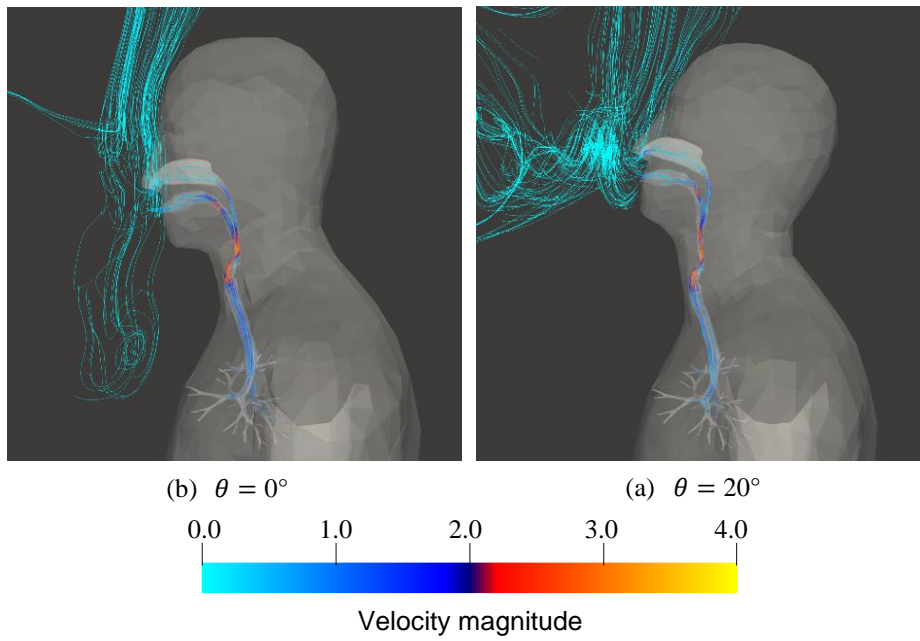 (b) θ = 0°
(a) θ = 20°
0.0 1.0 2.0 3.0 4.0
Velocity magnitude